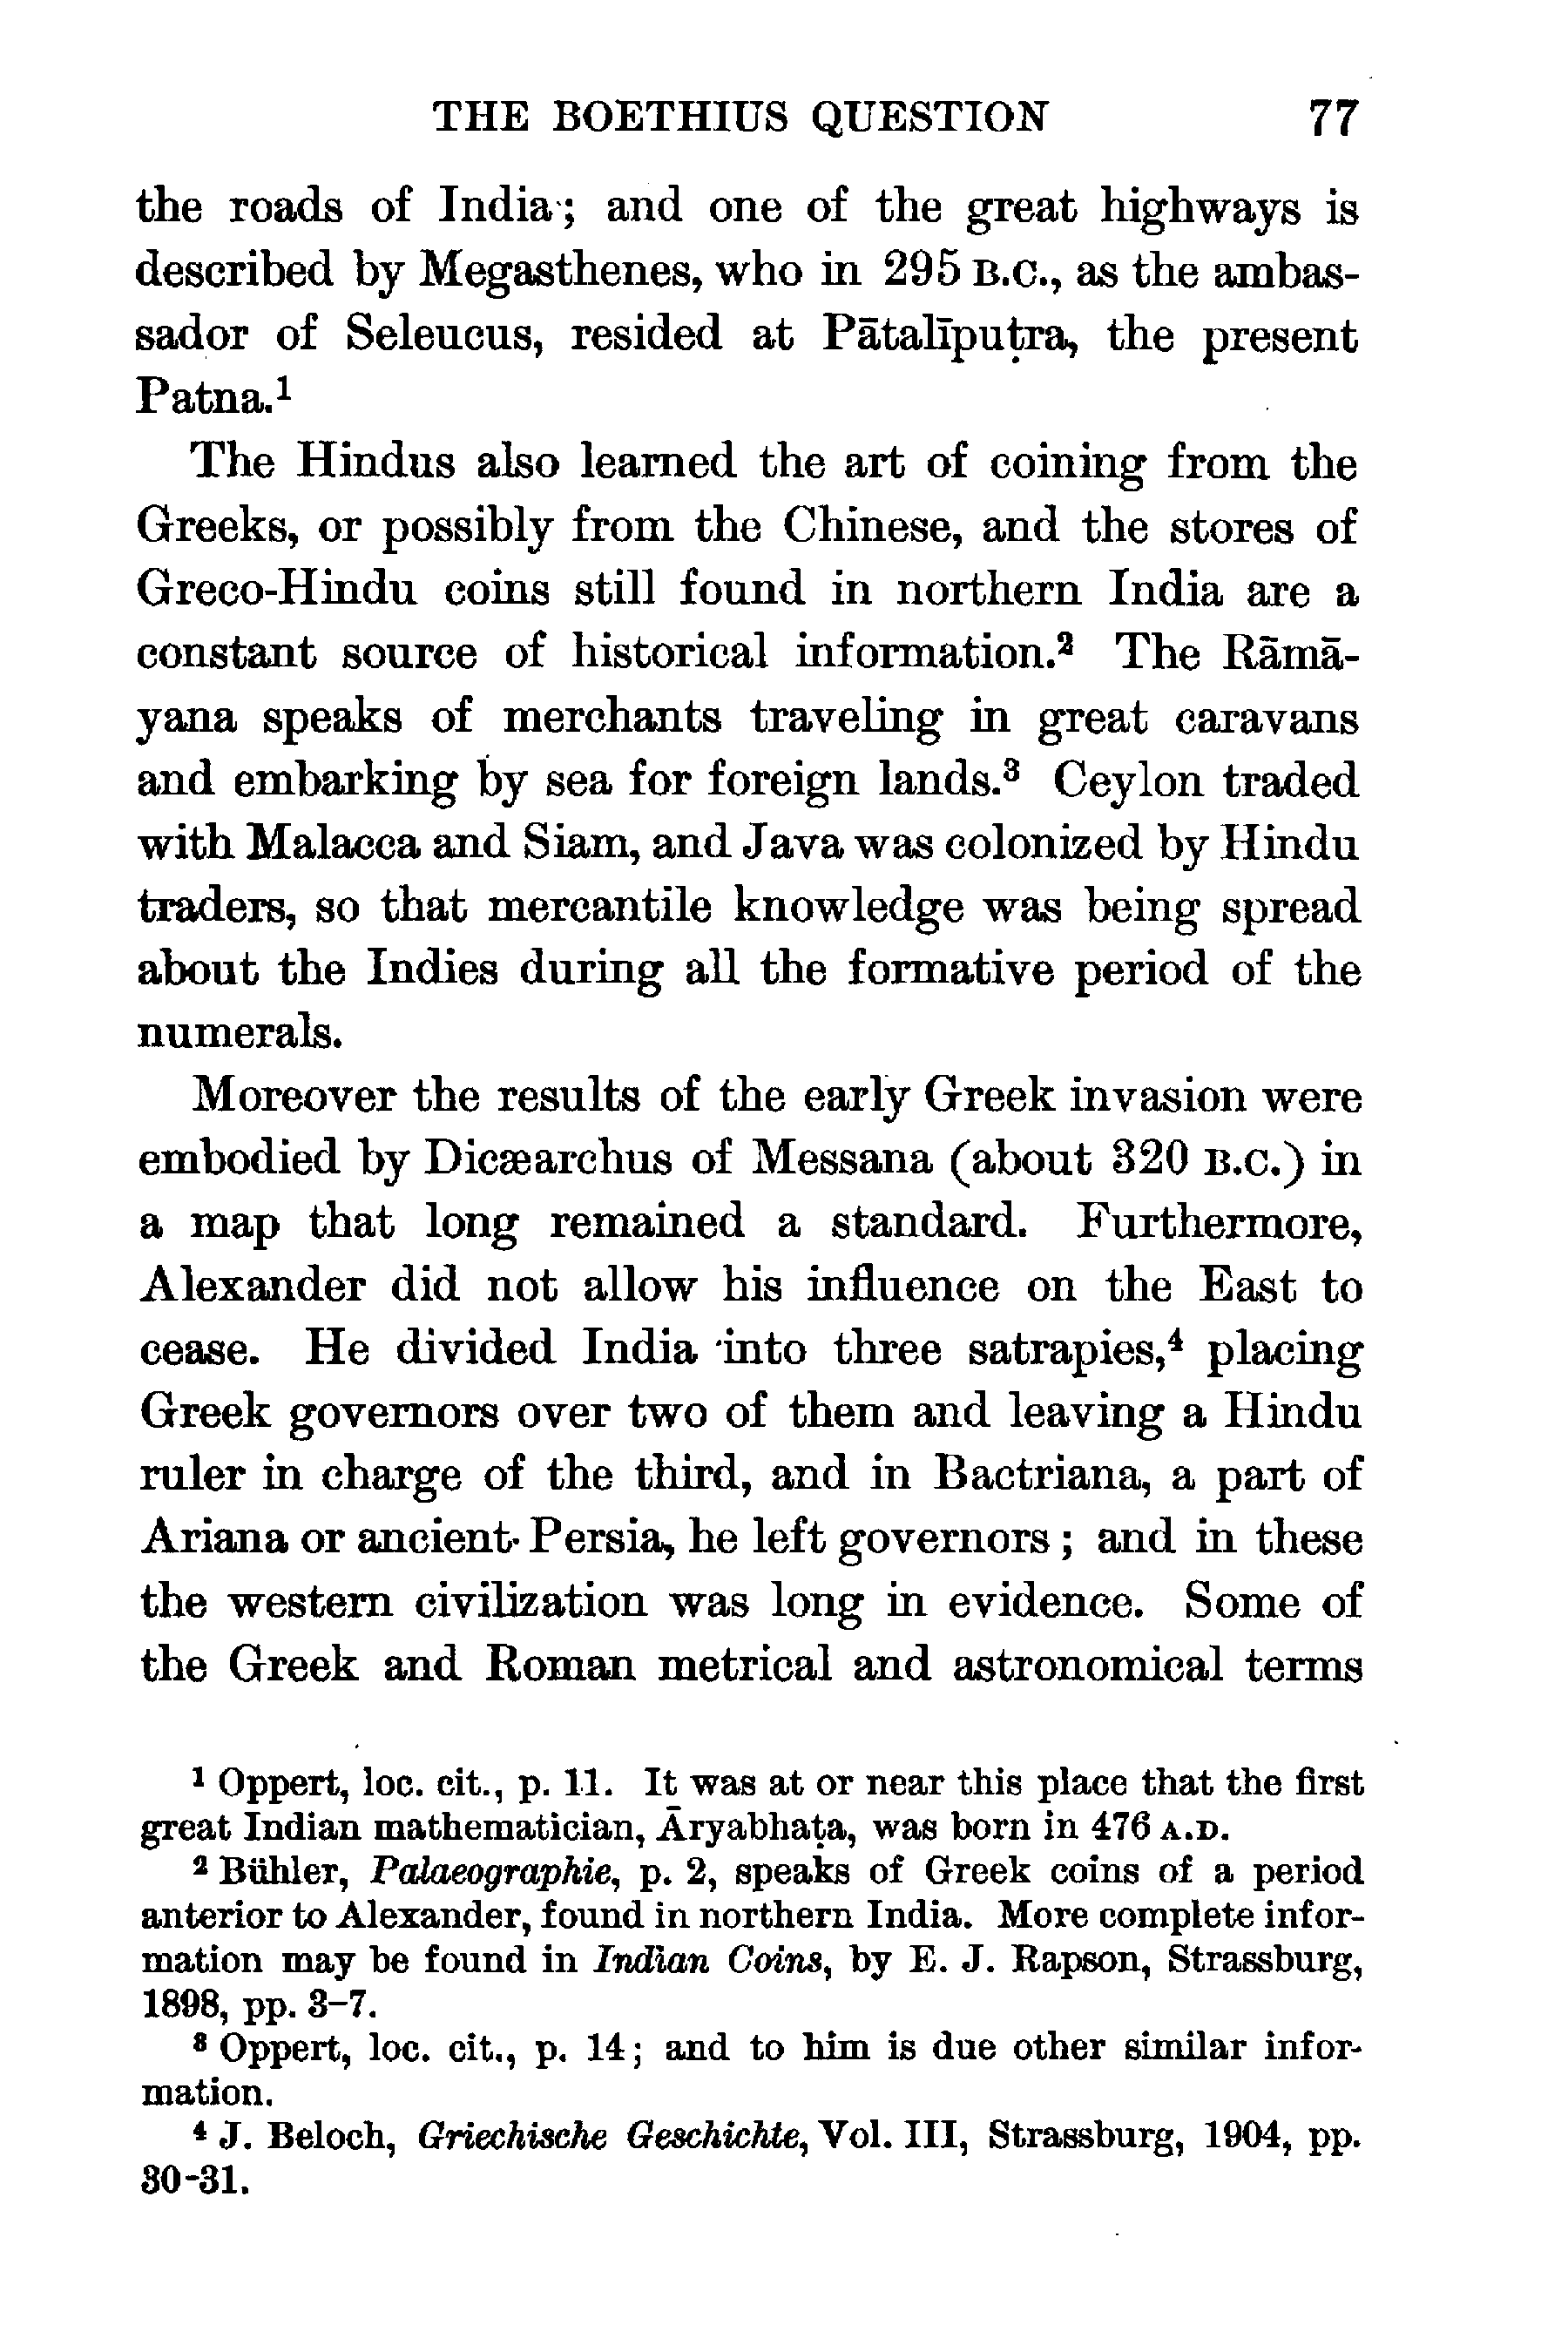 THE BOETHIUS QUESTION 77
the roads of India; and one of the great highways is
described by Megasthenes, who in 295 B.C., as the ambas-
sador of Seleucus, resided at Pātalīpuṭra, the present
Patna.¹
The Hindus also learned the art of coining from the
Greeks, or possibly from the Chinese, and the stores of
Greco-Hindu coins still found in northern India are a
constant source of historical information.² The Rāmā-
yana speaks of merchants traveling in great caravans
and embarking by sea for foreign lands.³ Ceylon traded
with Malacca and Siam, and Java was colonized by Hindu
traders, so that mercantile knowledge was being spread
about the Indies during all the formative period of the
numerals.
Moreover the results of the early Greek invasion were
embodied by Dicæarchus of Messana (about 320 B.C.) in
a map that long remained a standard. Furthermore,
Alexander did not allow his influence on the East to
cease. He divided India into three satrapies,⁴ placing
Greek governors over two of them and leaving a Hindu
ruler in charge of the third, and in Bactriana, a part of
Ariana or ancient Persia, he left governors; and in these
the western civilization was long in evidence. Some of
the Greek and Roman metrical and astronomical terms
¹ Oppert, loc. cit., p. 11. It was at or near this place that the first
great Indian mathematician, Āryabhaṭa, was born in 476 A.D.
² Bühler, Palaeographie, p. 2, speaks of Greek coins of a period
anterior to Alexander, found in northern India. More complete infor-
mation may be found in Indian Coins, by E. J. Rapson, Strassburg,
1898, pp. 3–7.
³ Oppert, loc. cit., p. 14; and to him is due other similar infor-
mation.
⁴ J. Beloch, Griechische Geschichte, Vol. III, Strassburg, 1904, pp.
30-31.